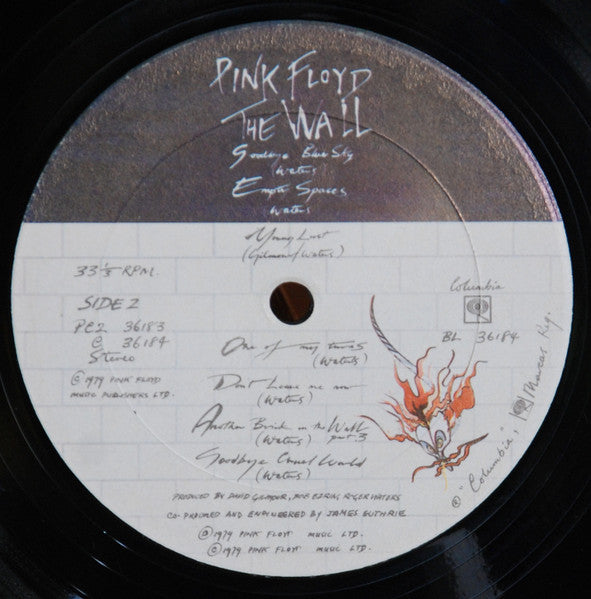 PINK FLOYD
THE WALL
Goodbye Blue Sky
(Waters)
Empty Spaces
Waters
Young Lust
(Gilmour/Waters)
33⅓ RPM.
SIDE 2
PC2 36183
C 36184
Stereo
© 1979 PINK FLOYD
MUSIC PUBLISHERS LTD.
Columbia
BL 36184
One of my turns
(Waters)
Don't leave me now
(Waters)
Another Brick in the Wall
(Waters) part.3
Goodbye Cruel World
(Waters)
® "Columbia", Marcas Reg.
PRODUCED BY DAVID GILMOUR, BOB EZRIN, ROGER WATERS
CO-PRODUCED AND ENGINEERED BY JAMES GUTHRIE
℗ 1979 PINK FLOYD MUSIC LTD.
© 1979 PINK FLOYD MUSIC LTD.